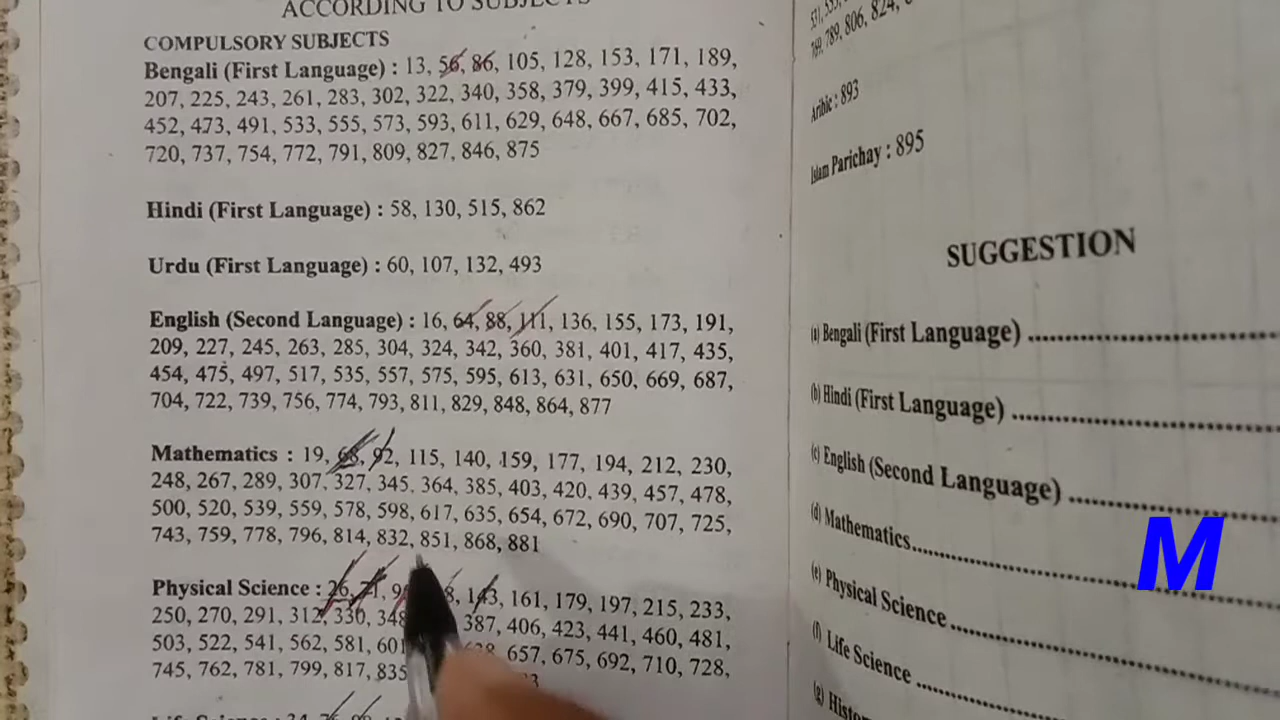 ACCORDING TO SUBJECTS
COMPULSORY SUBJECTS
Bengali (First Language) : 13, 56, 86, 105, 128, 153, 171, 189,
207, 225, 243, 261, 283, 302, 322, 340, 358, 379, 399, 415, 433,
452, 473, 491, 533, 555, 573, 593, 611, 629, 648, 667, 685, 702,
720, 737, 754, 772, 791, 809, 827, 846, 875
Hindi (First Language) : 58, 130, 515, 862
Urdu (First Language) : 60, 107, 132, 493
English (Second Language) : 16, 64, 88, 111, 136, 155, 173, 191,
209, 227, 245, 263, 285, 304, 324, 342, 360, 381, 401, 417, 435,
454, 475, 497, 517, 535, 557, 575, 595, 613, 631, 650, 669, 687,
704, 722, 739, 756, 774, 793, 811, 829, 848, 864, 877
Mathematics : 19, 68, 92, 115, 140, 159, 177, 194, 212, 230,
248, 267, 289, 307, 327, 345, 364, 385, 403, 420, 439, 457, 478,
500, 520, 539, 559, 578, 598, 617, 635, 654, 672, 690, 707, 725,
743, 759, 778, 796, 814, 832, 851, 868, 881
Physical Science : 26, 71, 143, 161, 179, 197, 215, 233,
250, 270, 291, 312, 330, 348 387, 406, 423, 441, 460, 481,
503, 522, 541, 562, 581, 601 657, 675, 692, 710, 728,
745, 762, 781, 799, 817, 835
789, 806, 824,
Aribic : 893
Islam Parichay : 895
SUGGESTION
(a) Bengali (First Language) ........................
(b) Hindi (First Language) ........................
(c) English (Second Language) ........................
(d) Mathematics........................
(e) Physical Science ........................
(f) Life Science ........................
(g)
M